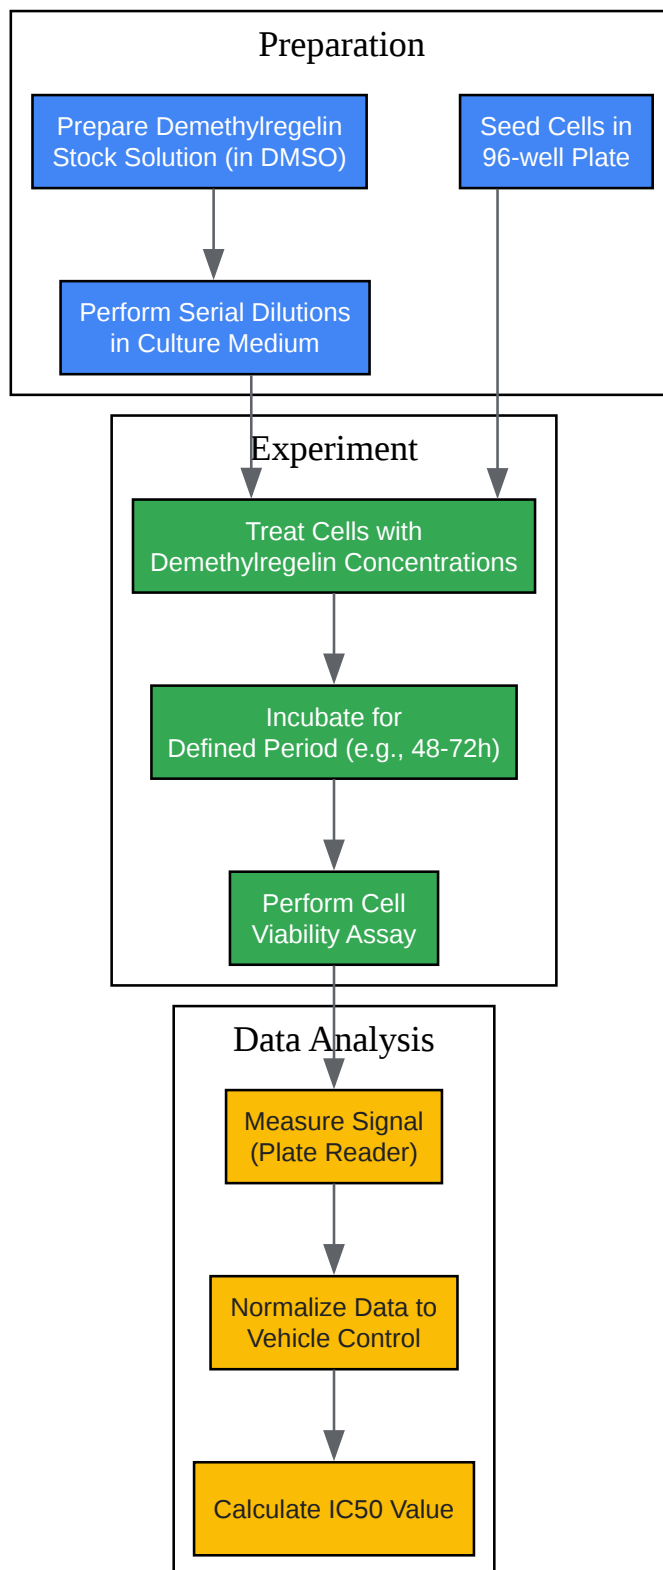 Preparation
Prepare Demethylregelin
Stock Solution (in DMSO)
Seed Cells in
96-well Plate
Perform Serial Dilutions
in Culture Medium
Experiment
Treat Cells with
Demethylregelin Concentrations
Incubate for
Defined Period (e.g., 48-72h)
Perform Cell
Viability Assay
Data Analysis
Measure Signal
(Plate Reader)
Normalize Data to
Vehicle Control
Calculate IC50 Value